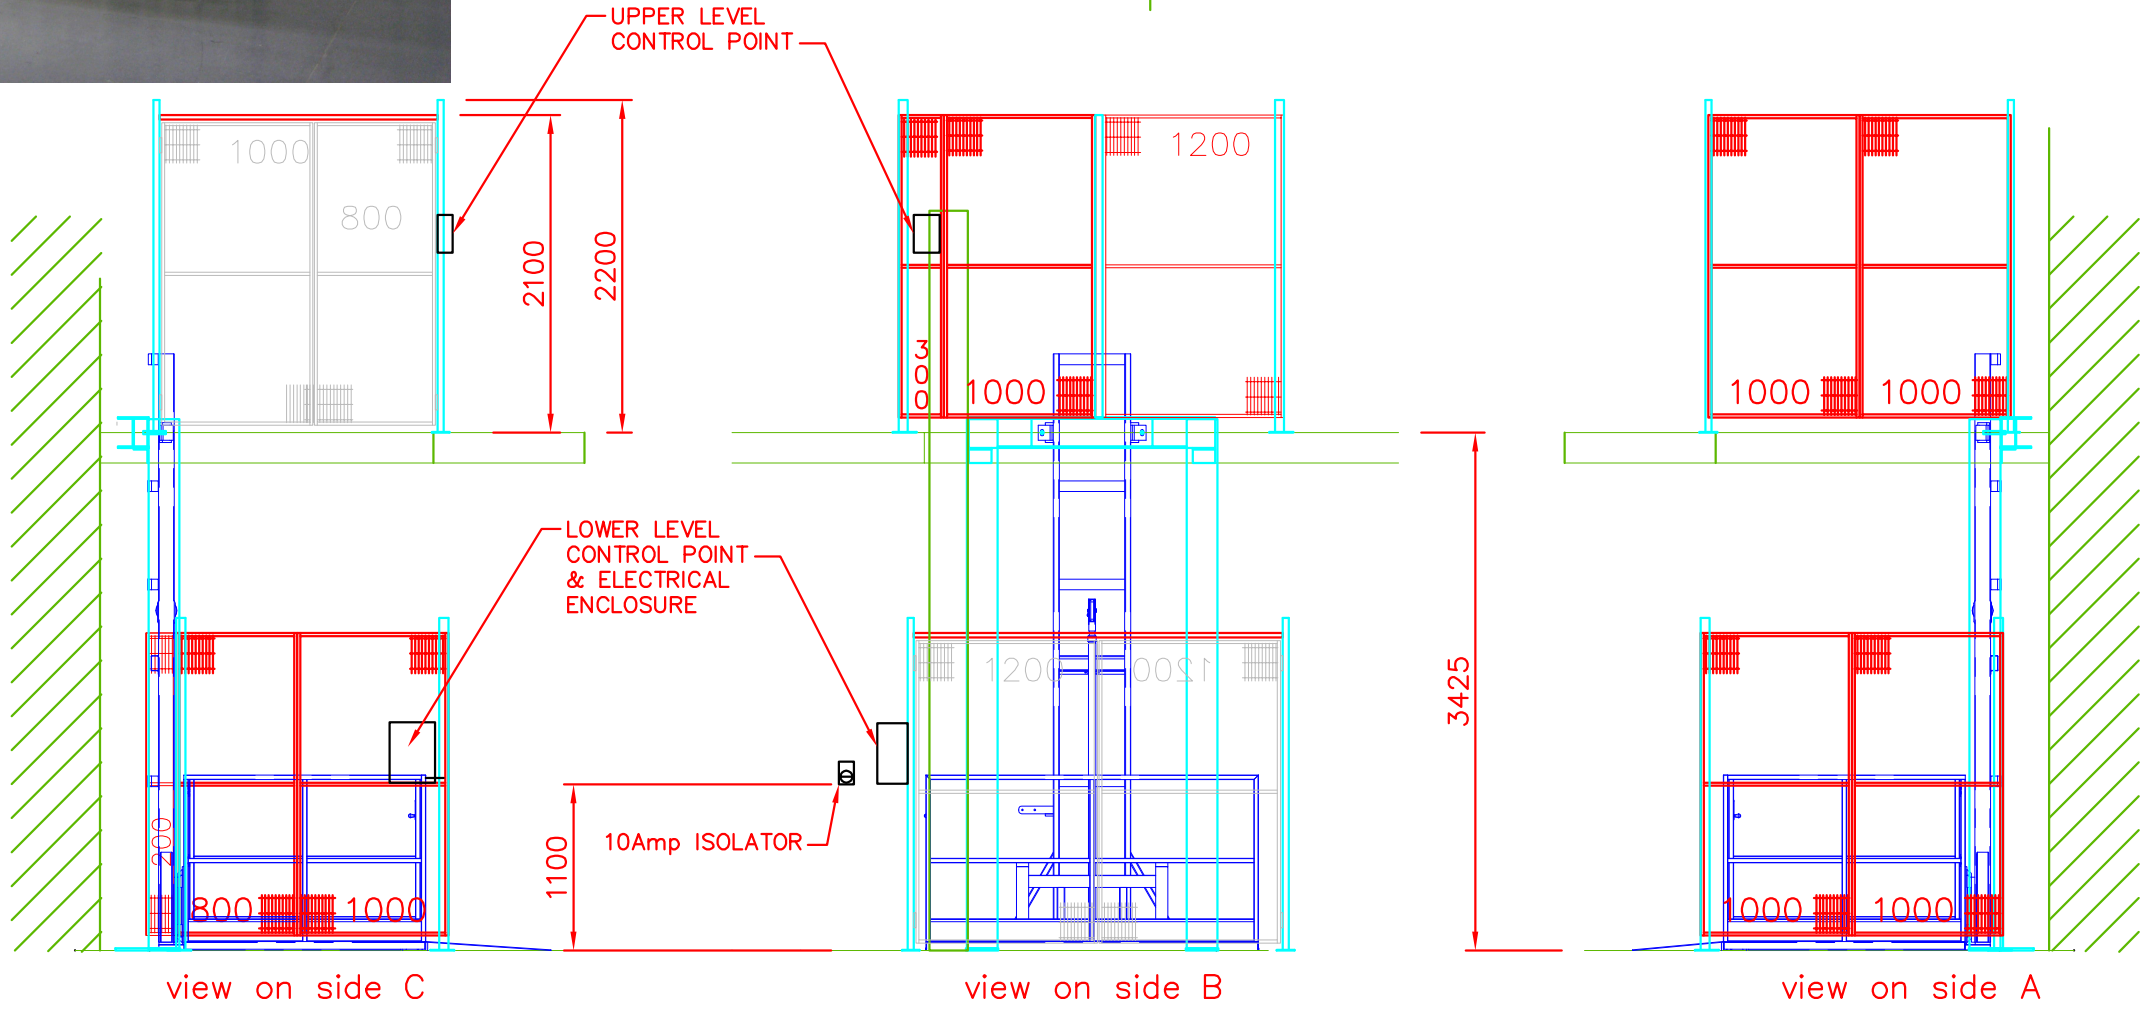 UPPER LEVEL
CONTROL POINT
1000
800
2100
2200
1200
300
1000
1000
1000
LOWER LEVEL
CONTROL POINT
& ELECTRICAL
ENCLOSURE
1200
1200
3425
10Amp ISOLATOR
1100
200
800
1000
1000
1000
view on side C
view on side B
view on side A